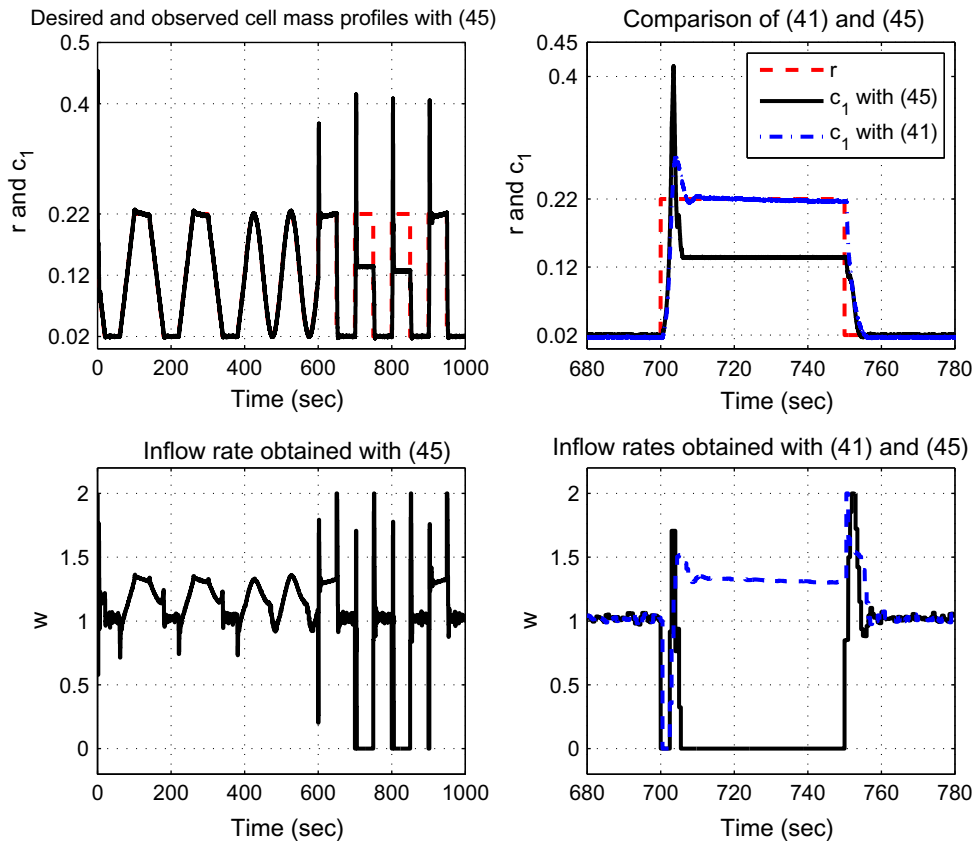 Desired and observed cell mass profiles with (45)
0.5
0.4
0.22
0.12
0.02
r and c1
0 200 400 600 800 1000
Time (sec)
Comparison of (41) and (45)
0.45
0.4
0.22
0.12
0.02
r and c1
r
c1 with (45)
c1 with (41)
680 700 720 740 760 780
Time (sec)
Inflow rate obtained with (45)
2
1.5
1
0.5
0
w
0 200 400 600 800 1000
Time (sec)
Inflow rates obtained with (41) and (45)
2
1.5
1
0.5
0
w
680 700 720 740 760 780
Time (sec)